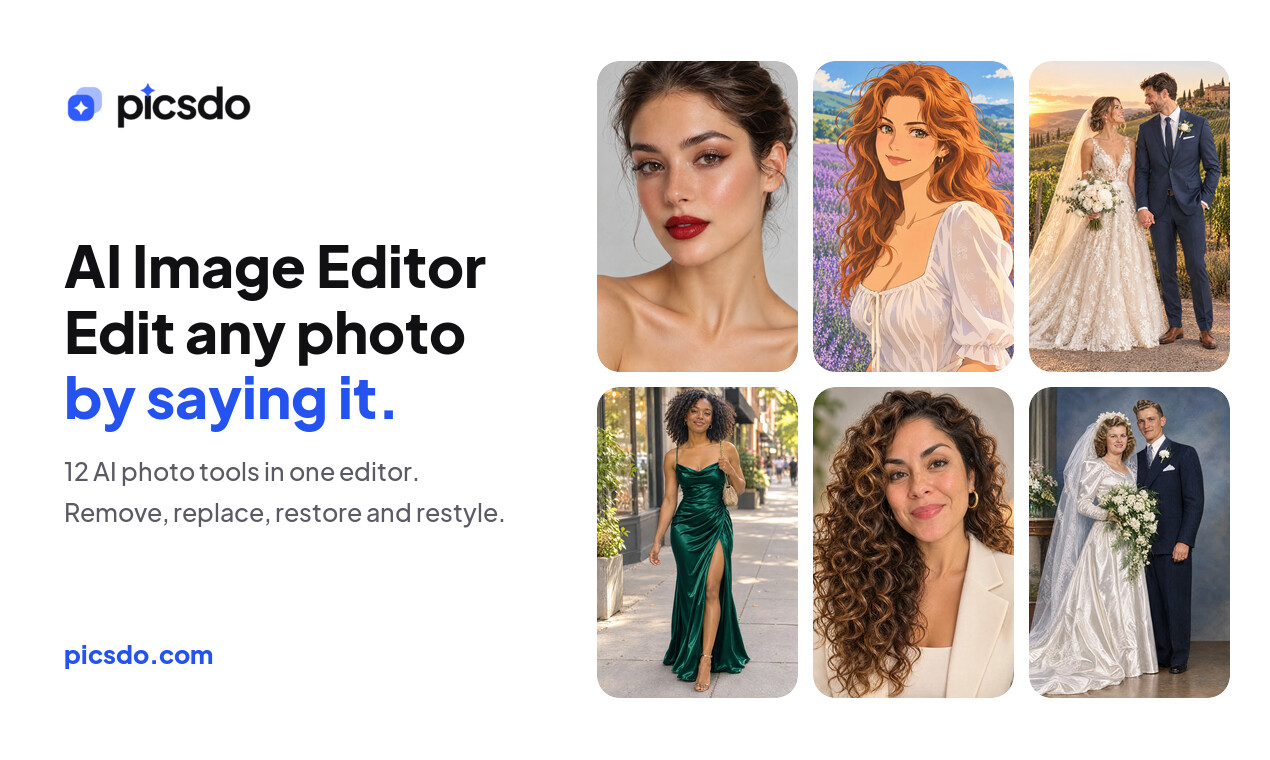 picsdo
AI Image Editor
Edit any photo
by saying it.
12 AI photo tools in one editor.
Remove, replace, restore and restyle.
picsdo.com